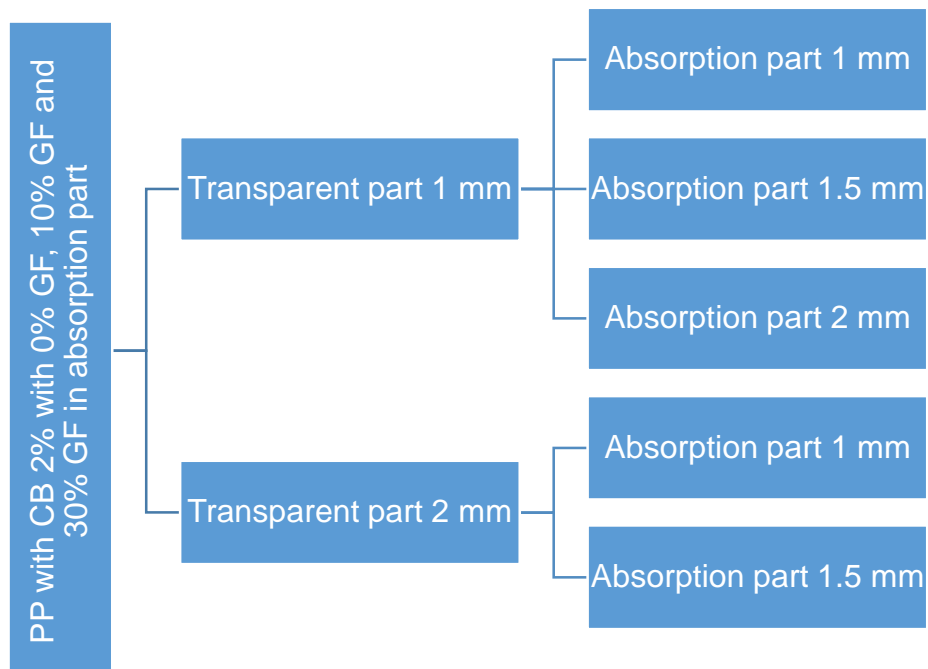 PP with CB 2% with 0% GF, 10% GF and
30% GF in absorption part
Transparent part 1 mm
Absorption part 1 mm
Absorption part 1.5 mm
Absorption part 2 mm
Transparent part 2 mm
Absorption part 1 mm
Absorption part 1.5 mm